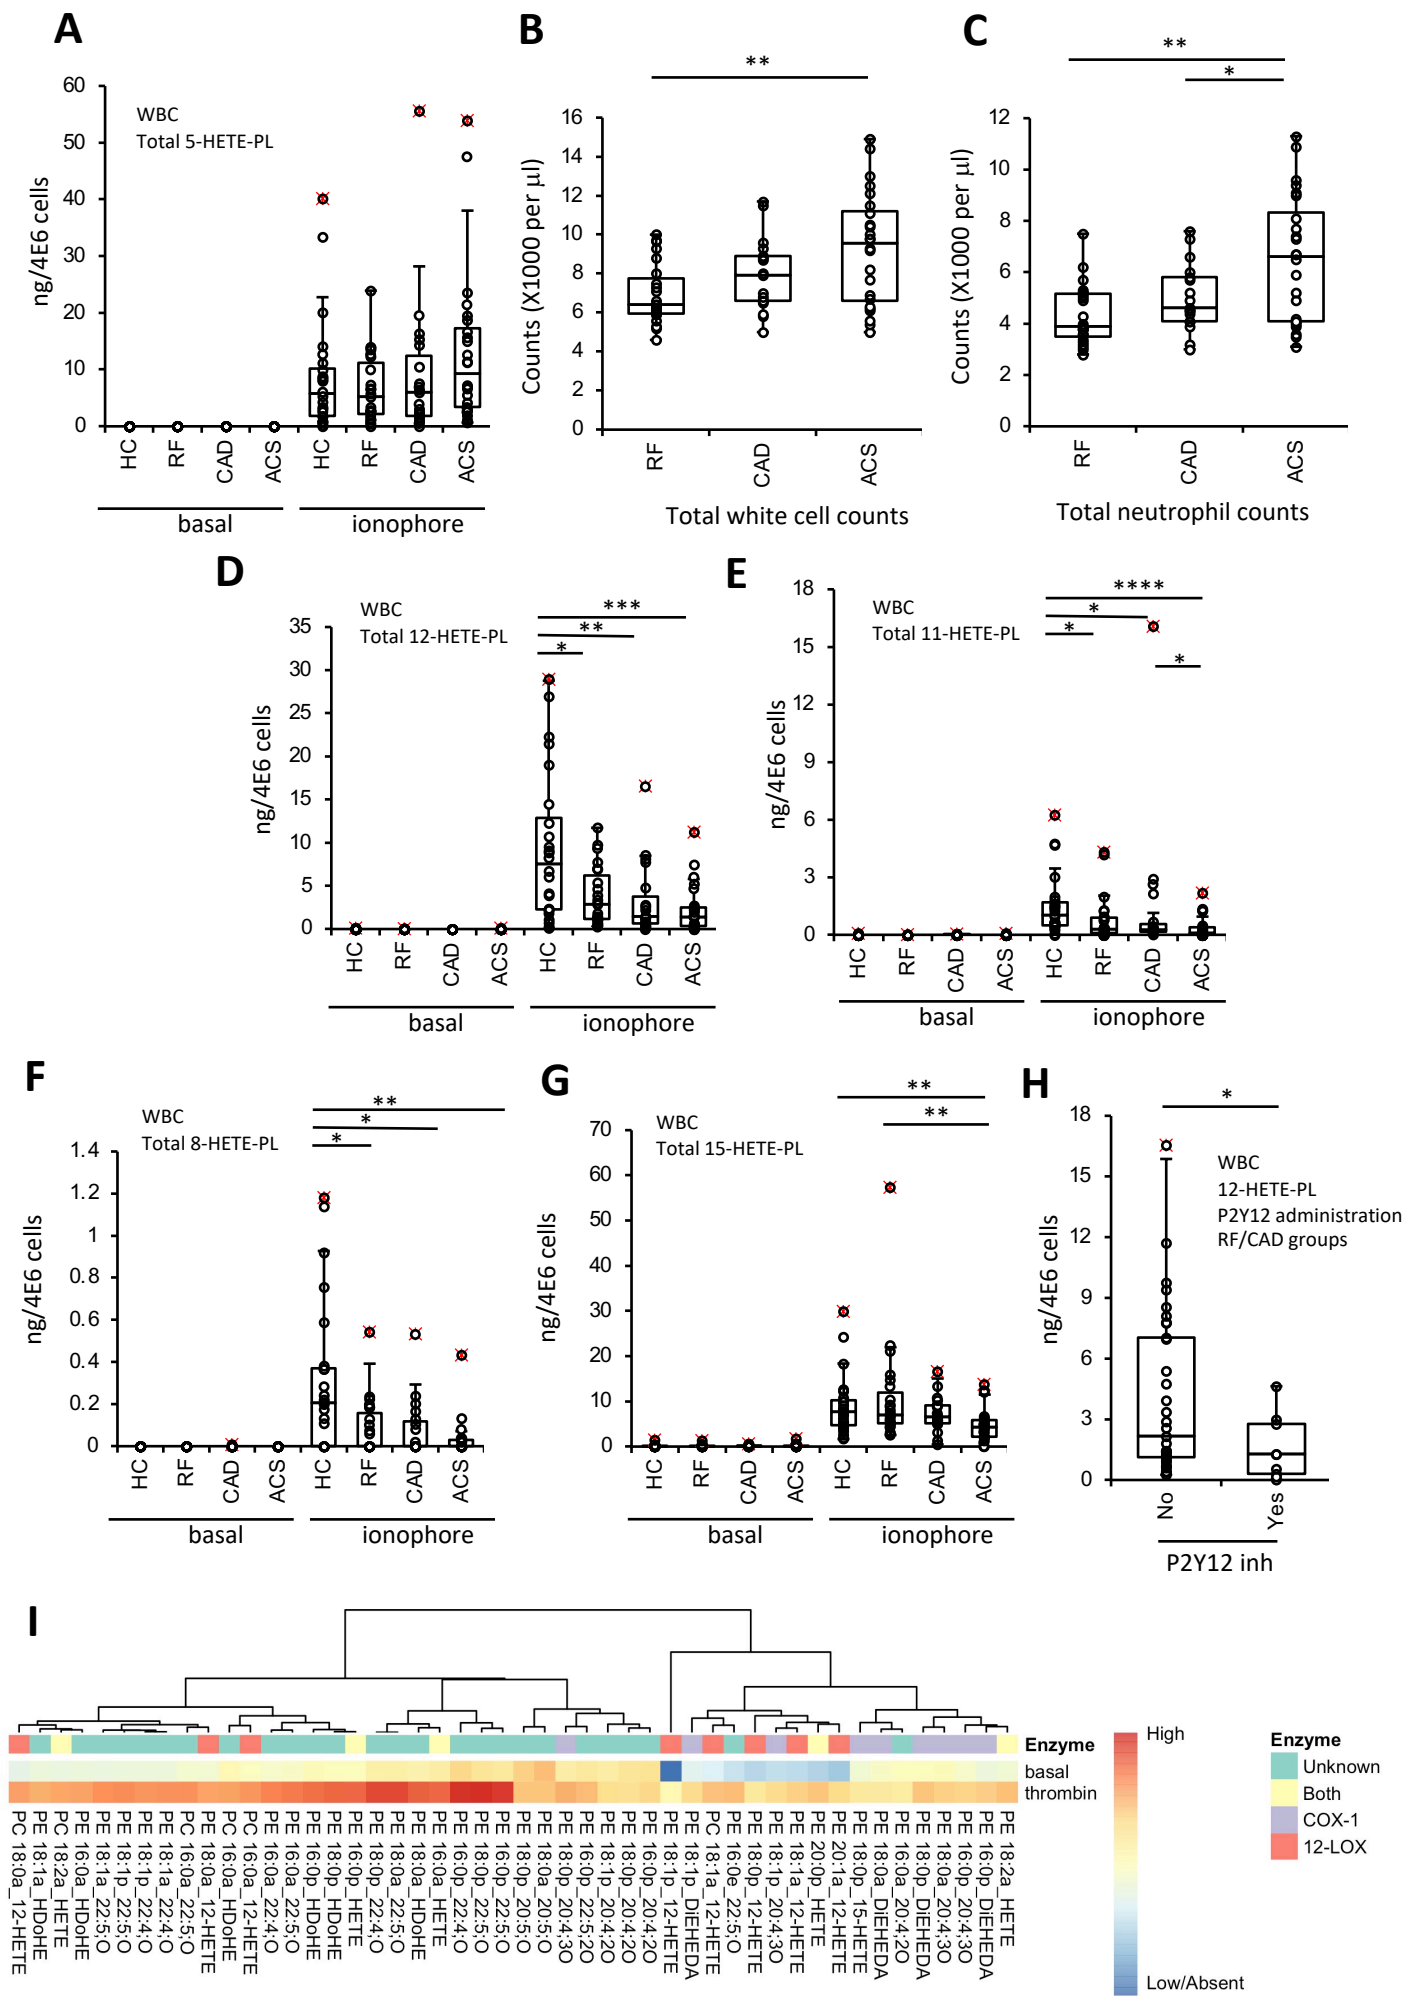 A
60
50
40
30
20
10
0
ng/4E6 cells
WBC
Total 5-HETE-PL
HC
RF
CAD
ACS
HC
RF
CAD
ACS
basal
ionophore
B
**
16
14
12
10
8
6
4
2
0
Counts (X1000 per µl)
RF
CAD
ACS
Total white cell counts
C
**
*
12
10
8
6
4
2
0
Counts (X1000 per µl)
RF
CAD
ACS
Total neutrophil counts
D
WBC
Total 12-HETE-PL
***
**
*
35
30
25
20
15
10
5
0
ng/4E6 cells
HC
RF
CAD
ACS
HC
RF
CAD
ACS
basal
ionophore
E
WBC
Total 11-HETE-PL
****
*
*
*
18
15
12
9
6
3
0
ng/4E6 cells
HC
RF
CAD
ACS
HC
RF
CAD
ACS
basal
ionophore
F
WBC
Total 8-HETE-PL
**
*
*
1.4
1.2
1
0.8
0.6
0.4
0.2
0
ng/4E6 cells
HC
RF
CAD
ACS
HC
RF
CAD
ACS
basal
ionophore
G
WBC
Total 15-HETE-PL
**
**
70
60
50
40
30
20
10
0
ng/4E6 cells
HC
RF
CAD
ACS
HC
RF
CAD
ACS
basal
ionophore
H
*
18
15
12
9
6
3
0
ng/4E6 cells
WBC
12-HETE-PL
P2Y12 administration
RF/CAD groups
No
Yes
P2Y12 inh
I
Enzyme
basal
thrombin
PC 18:0a_12-HETE
PE 18:1a_HDoHE
PC 18:2a_HETE
PE 16:0a_HDoHE
PE 18:1a_22:5;O
PE 18:1p_22:5;O
PE 18:1p_22:4;O
PE 18:1a_22:4;O
PC 16:0a_22:5;O
PE 18:0a_12-HETE
PC 16:0a_HDoHE
PC 16:0a_12-HETE
PE 16:0a_22:4;O
PE 16:0a_22:5;O
PE 16:0p_HDoHE
PE 18:0a_HDoHE
PE 16:0a_HETE
PE 18:0p_22:4;O
PE 18:0a_22:5;O
PE 18:0p_HDoHE
PE 16:0p_HETE
PE 16:0p_22:4;O
PE 16:0p_22:5;O
PE 18:0p_22:5;O
PE 18:0p_20:5;O
PE 16:0p_20:5;O
PE 18:0a_20:4;3O
PE 16:0p_20:4;2O
PE 18:1p_20:4;2O
PE 18:0p_20:4;2O
PE 16:0p_20:4;2O
PE 18:1p_12-HETE
PE 18:1p_DiEHEDA
PC 18:1a_12-HETE
PE 16:0e_22:5;O
PE 18:0p_12-HETE
PE 18:1p_20:4;3O
PE 18:1a_12-HETE
PE 20:0p_HETE
PE 20:1a_12-HETE
PE 18:0p_15-HETE
PE 18:0a_DiEHEDA
PE 16:0a_20:4;2O
PE 18:0p_DiEHEDA
PE 18:0p_20:4;3O
PE 16:0p_20:4;3O
PE 16:0p_DiEHEDA
PE 18:2a_HETE
High
Low/Absent
Enzyme
Unknown
Both
COX-1
12-LOX